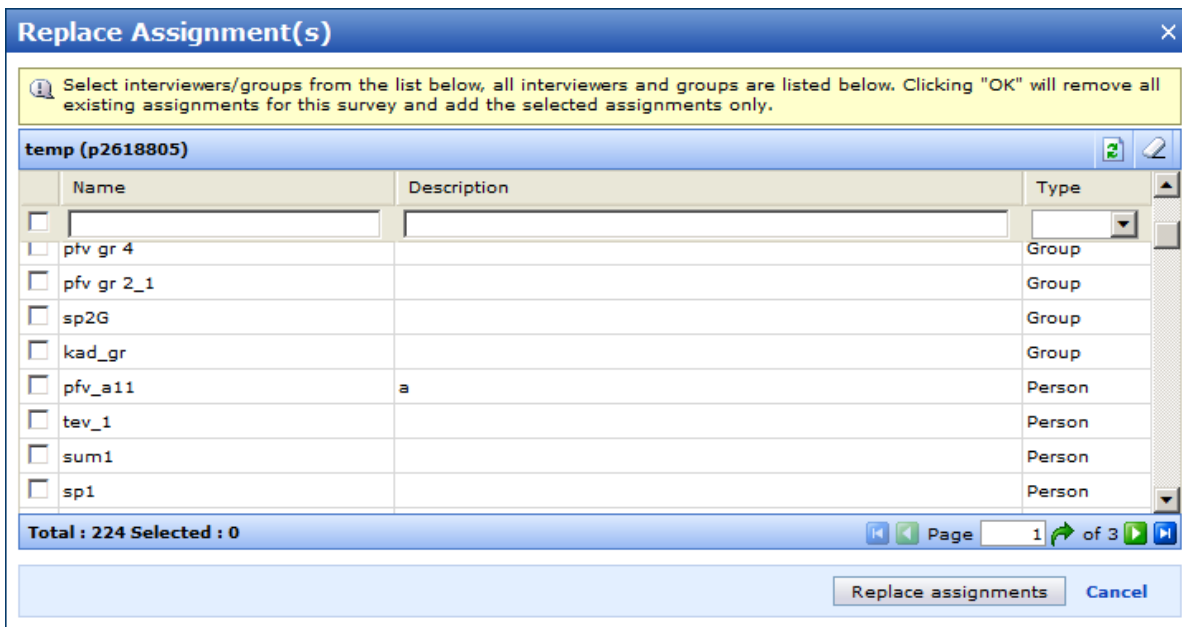 Replace Assignment(s)
Select interviewers/groups from the list below, all interviewers and groups are listed below. Clicking "OK" will remove all
existing assignments for this survey and add the selected assignments only.
temp (p2618805)
Name Description Type
pfv gr 4 Group
pfv gr 2_1 Group
sp2G Group
kad_gr Group
pfv_a11 a Person
tev_1 Person
sum1 Person
sp1 Person
Total : 224 Selected : 0 Page 1 of 3
Replace assignments Cancel